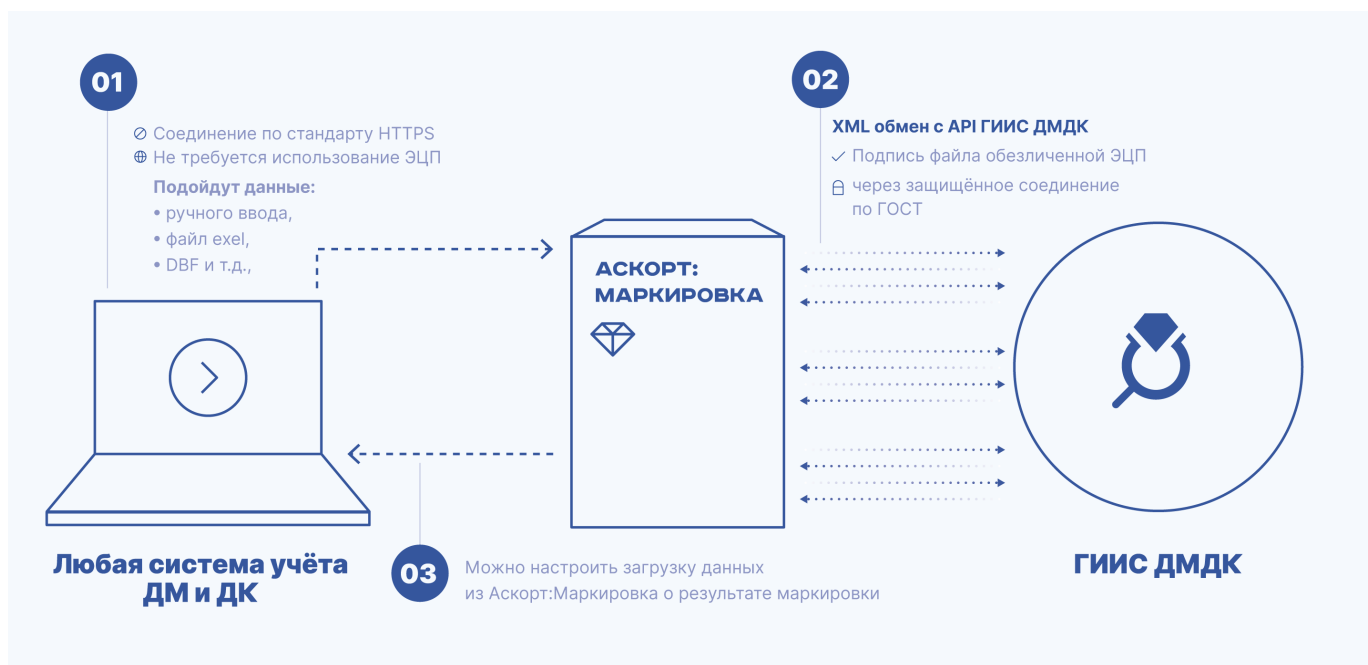 01
Соединение по стандарту HTTPS
Не требуется использование ЭЦП
Подойдут данные:
• ручного ввода,
• файл exel,
• DBF и т.д.,
02
XML обмен с API ГИИС ДМДК
Подпись файла обезличенной ЭЦП
через защищённое соединение
по ГОСТ
АСКОРТ:
МАРКИРОВКА
Любая система учёта
ДМ и ДК
03
Можно настроить загрузку данных
из Аскорт:Маркировка о результате маркировки
ГИИС ДМДК